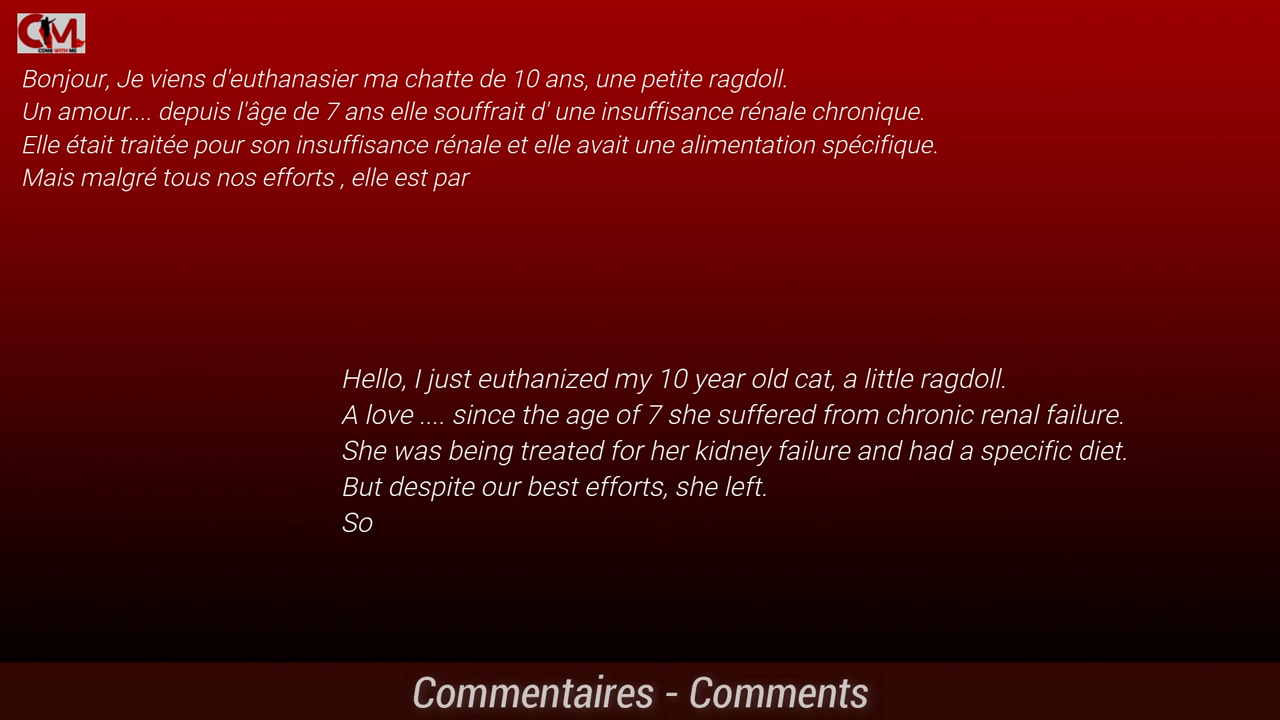 CM
COME WITH ME
Bonjour, Je viens d'euthanasier ma chatte de 10 ans, une petite ragdoll.
Un amour.... depuis l'âge de 7 ans elle souffrait d' une insuffisance rénale chronique.
Elle était traitée pour son insuffisance rénale et elle avait une alimentation spécifique.
Mais malgré tous nos efforts , elle est par
Hello, I just euthanized my 10 year old cat, a little ragdoll.
A love .... since the age of 7 she suffered from chronic renal failure.
She was being treated for her kidney failure and had a specific diet.
But despite our best efforts, she left.
So
Commentaires - Comments